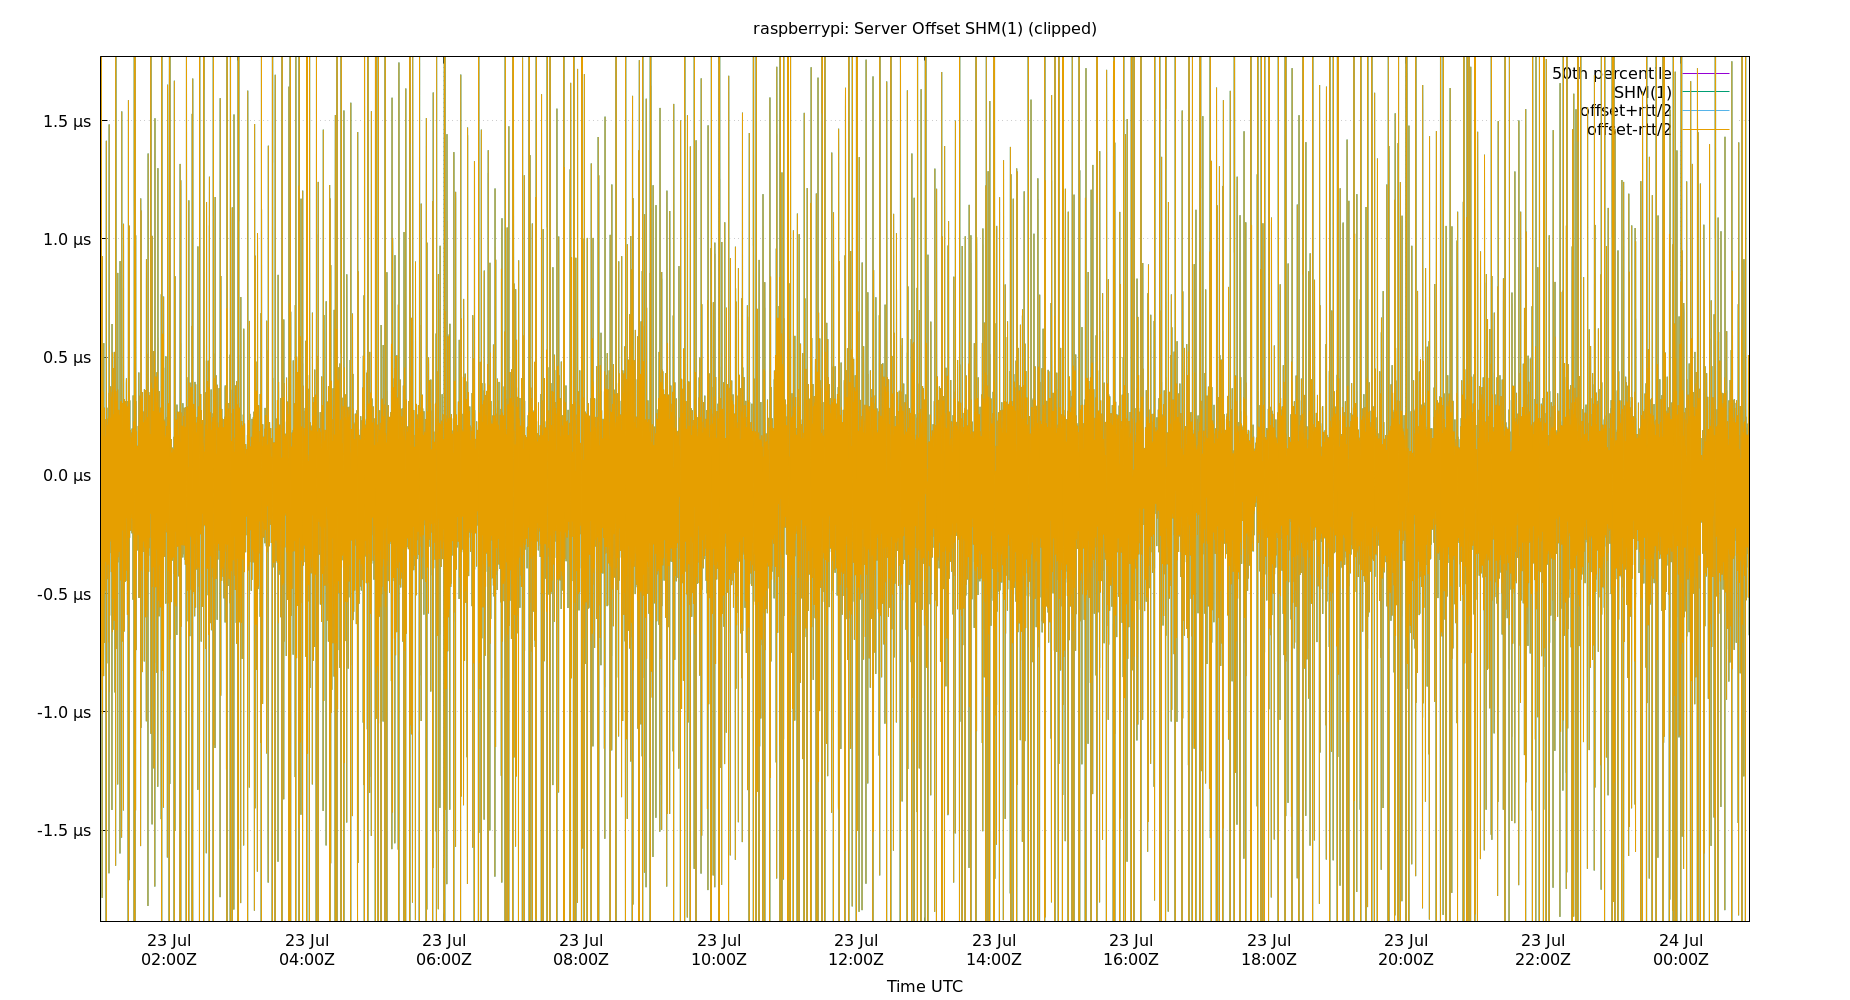 raspberrypi: Server Offset SHM(1) (clipped)
50th percentile
SHM(1)
offset+rtt/2
offset-rtt/2
1.5 µs
1.0 µs
0.5 µs
0.0 µs
-0.5 µs
-1.0 µs
-1.5 µs
23 Jul 23 Jul 23 Jul 23 Jul 23 Jul 23 Jul 23 Jul 23 Jul 23 Jul 23 Jul 23 Jul 24 Jul
02:00Z 04:00Z 06:00Z 08:00Z 10:00Z 12:00Z 14:00Z 16:00Z 18:00Z 20:00Z 22:00Z 00:00Z
Time UTC